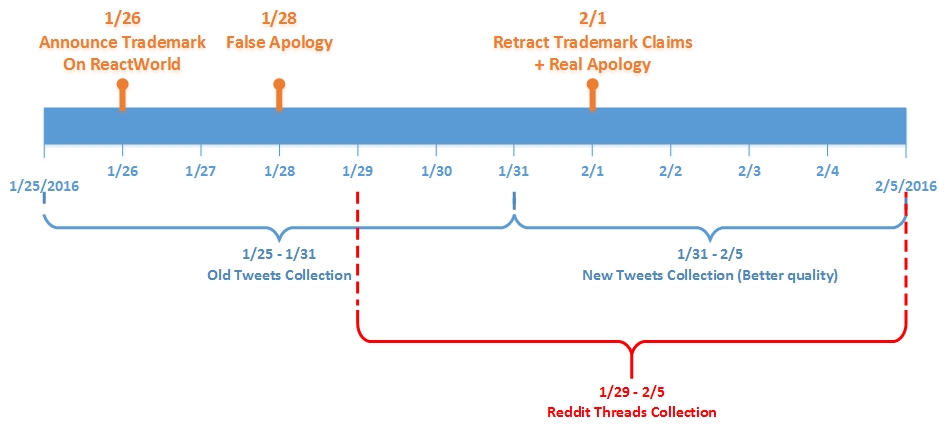 1/26
Announce Trademark
On ReactWorld
1/28
False Apology
2/1
Retract Trademark Claims
+ Real Apology
1/25/2016
1/26
1/27
1/28
1/29
1/30
1/31
2/1
2/2
2/3
2/4
2/5/2016
1/25 - 1/31
Old Tweets Collection
1/31 - 2/5
New Tweets Collection (Better quality)
1/29 - 2/5
Reddit Threads Collection